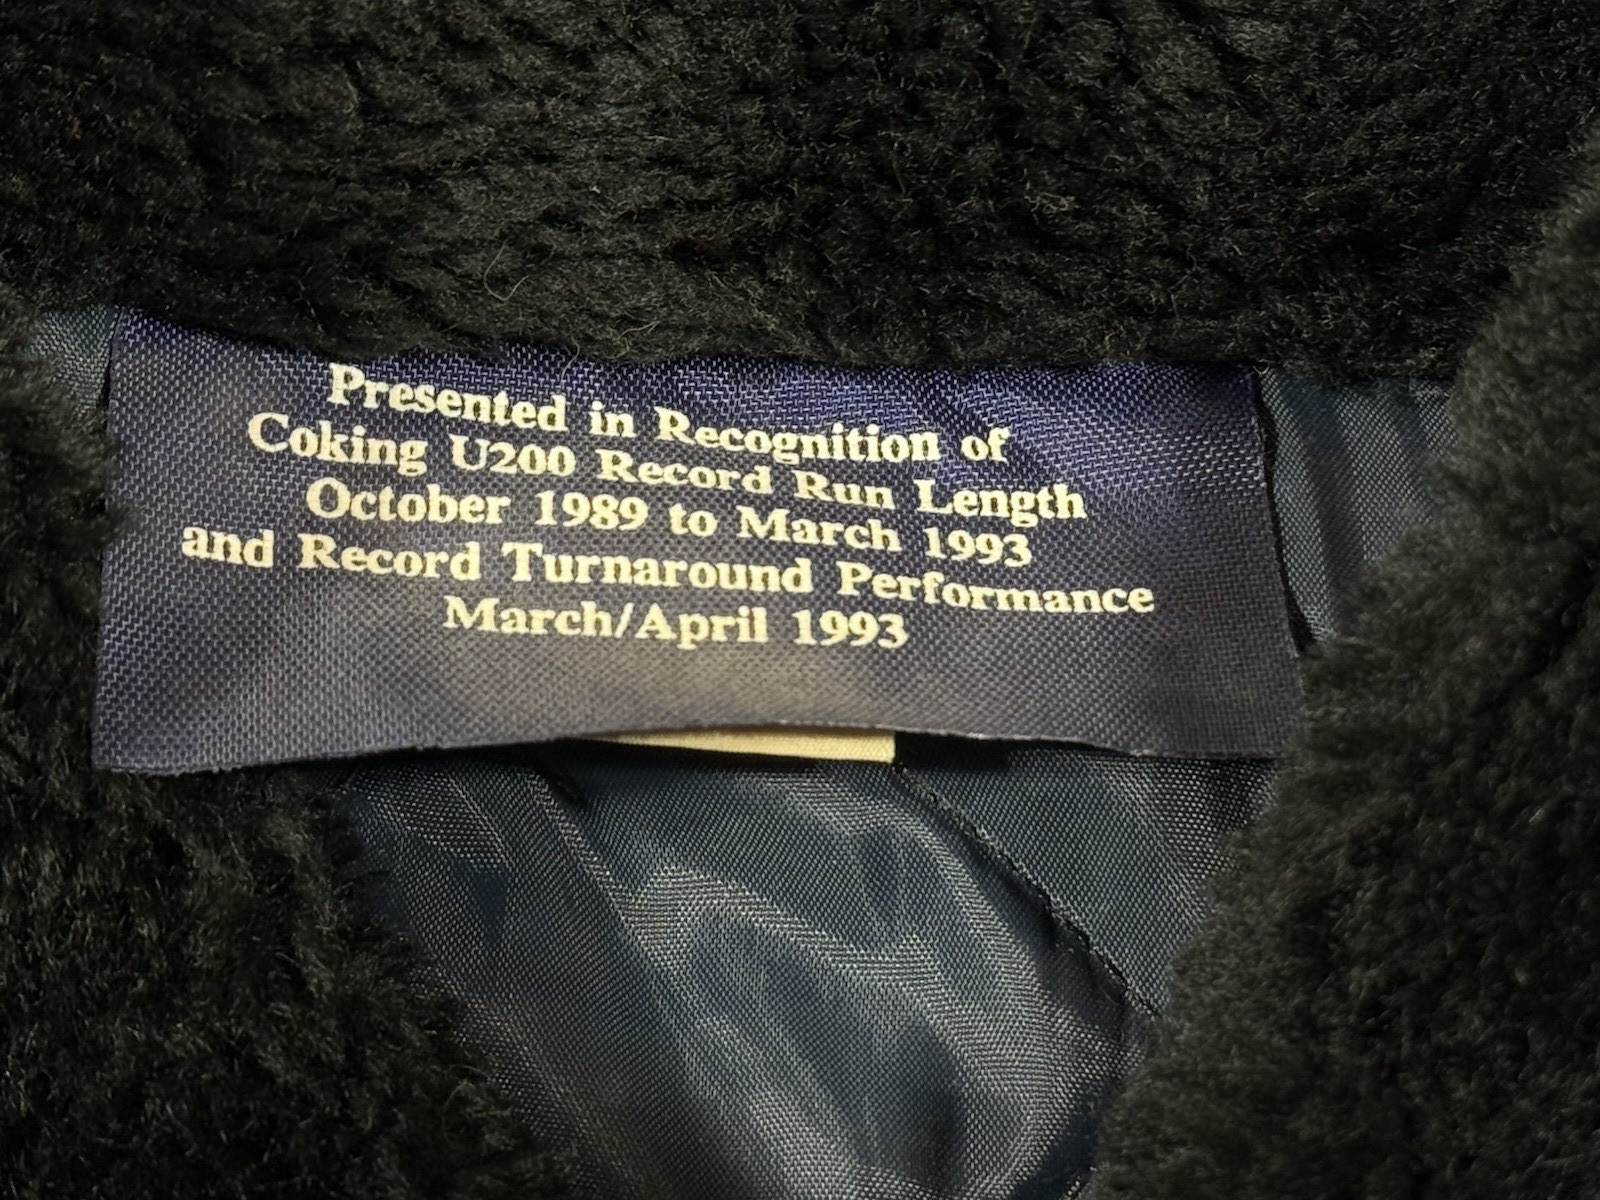 Presented in Recognition of
Coking U200 Record Run Length
October 1989 to March 1993
and Record Turnaround Performance
March/April 1993